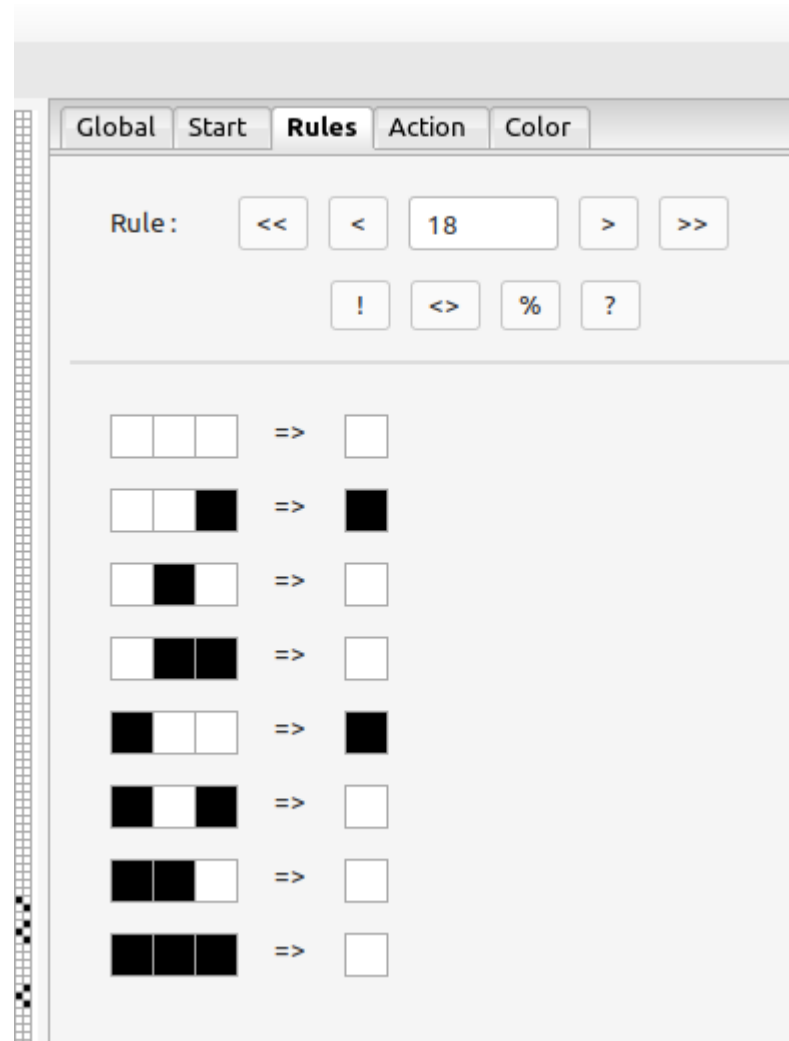 Global Start Rules Action Color
Rule: << < 18 > >>
! <> % ?
=>
=>
=>
=>
=>
=>
=>
=>